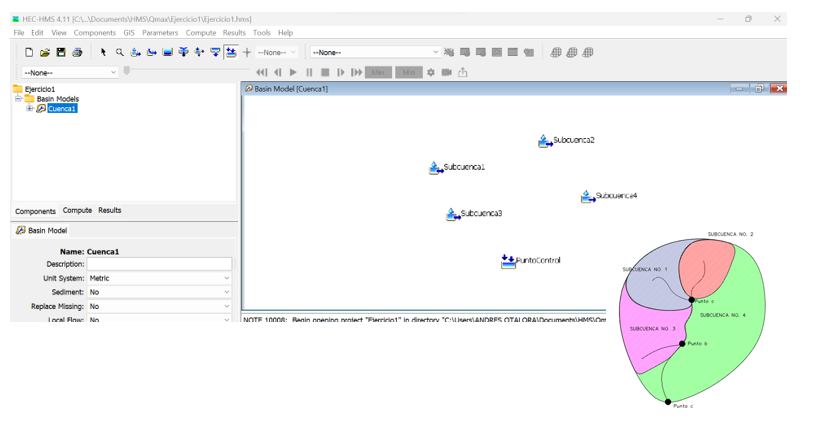 HEC-HMS 4.11 [C:\...\Documents\HMS\Qmax\Ejercicio1\Ejercicio1.hms]
File Edit View Components GIS Parameters Compute Results Tools Help
--None-- --None--
--None--
Ejercicio1
Basin Models
Cuenca1
Components Compute Results
Basin Model
Name: Cuenca1
Description:
Unit System: Metric
Sediment: No
Replace Missing: No
Local Flow: No
Basin Model [Cuenca1]
Subcuenca2
Subcuenca1
Subcuenca4
Subcuenca3
PuntoControl
NOTE 10008: Begin opening project "Ejercicio1" in directory "C:\Users\ANDRES OTALORA\Documents\HMS\Qm
SUBCUENCA NO. 2
SUBCUENCA NO. 1
Punto c
SUBCUENCA NO. 4
SUBCUENCA NO. 3
Punto b
Punto c